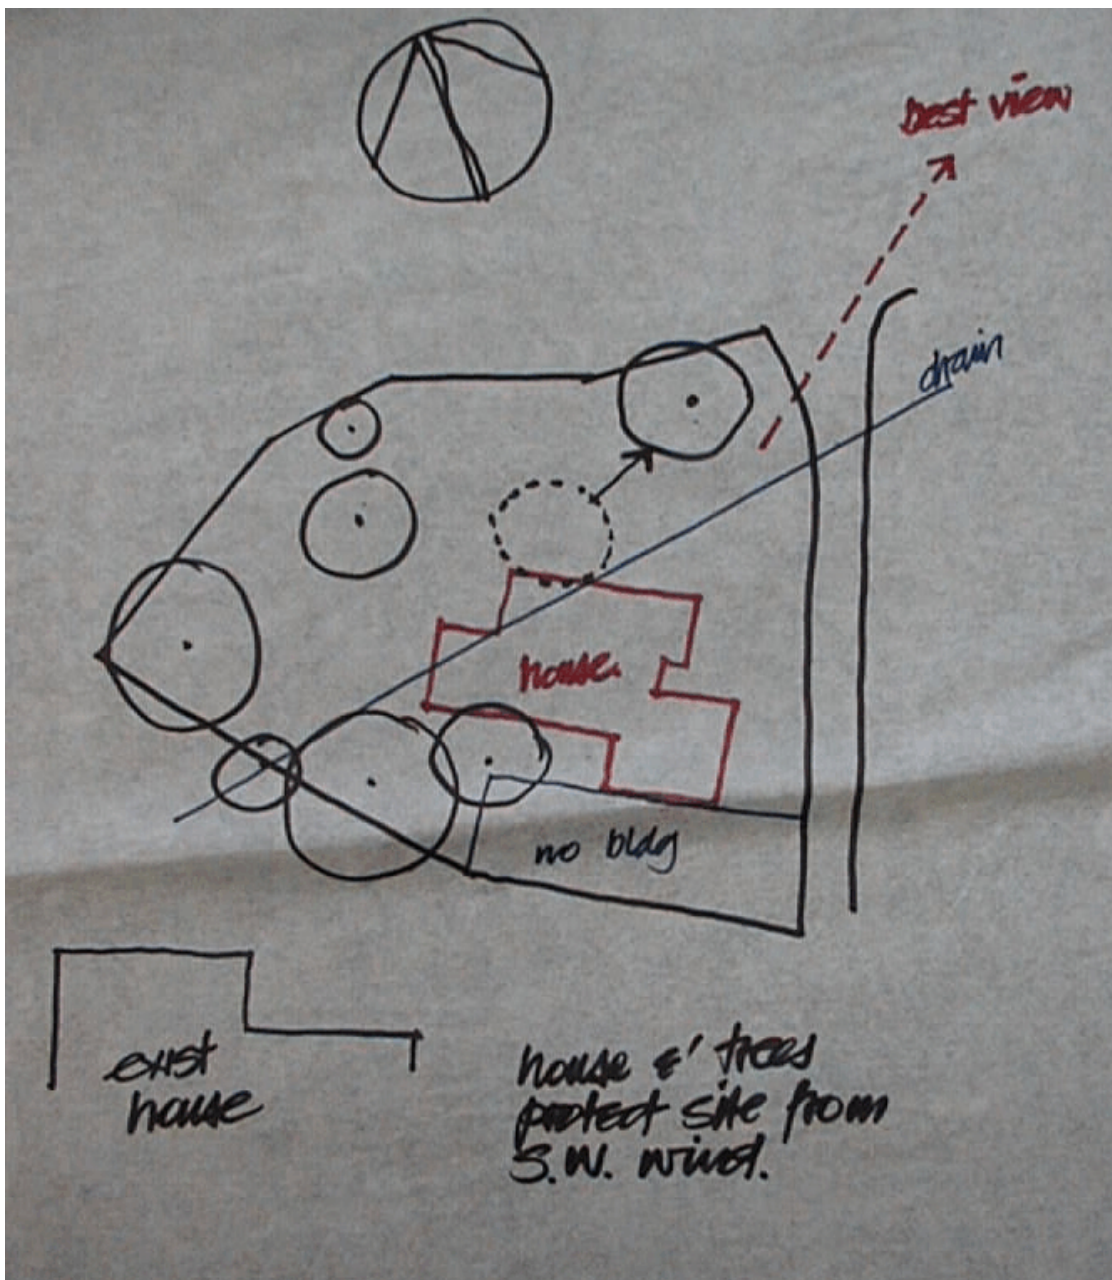 best view
drain
house.
no bldg
exist
house
house & trees
protect site from
S.W. wind.